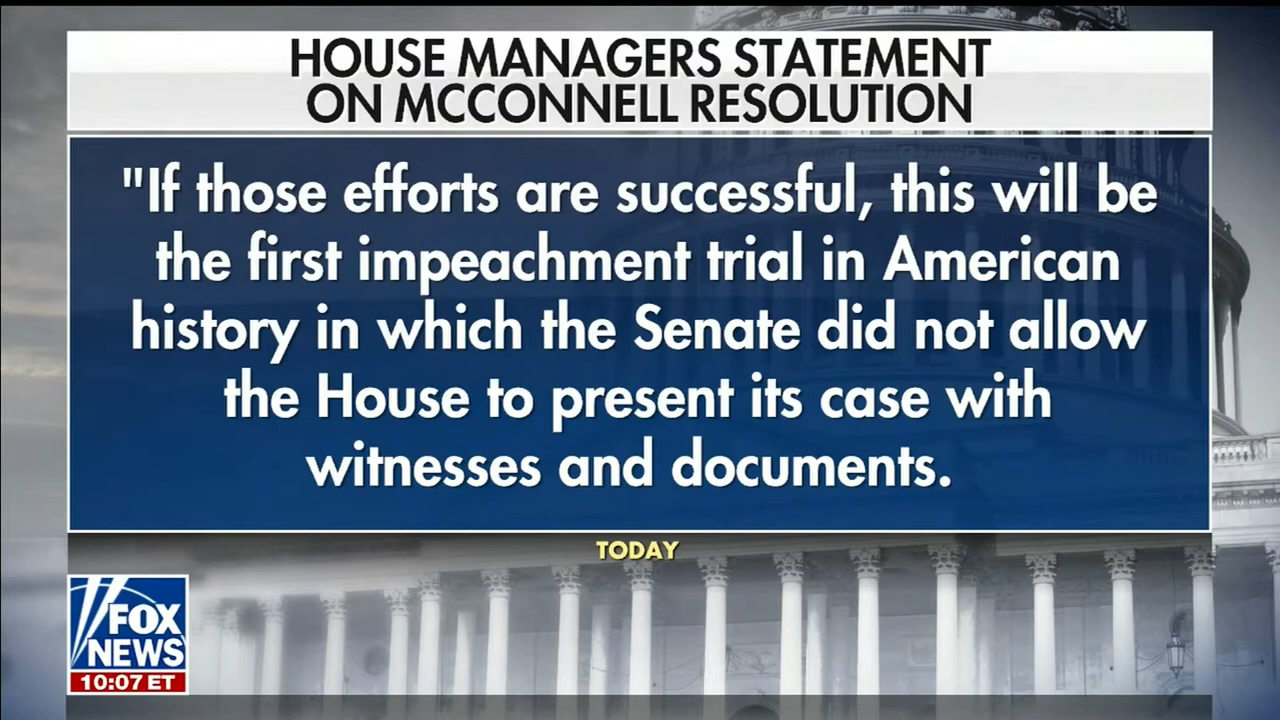 HOUSE MANAGERS STATEMENT
ON MCCONNELL RESOLUTION
"If those efforts are successful, this will be
the first impeachment trial in American
history in which the Senate did not allow
the House to present its case with
witnesses and documents.
TODAY
FOX
NEWS
10:07 ET